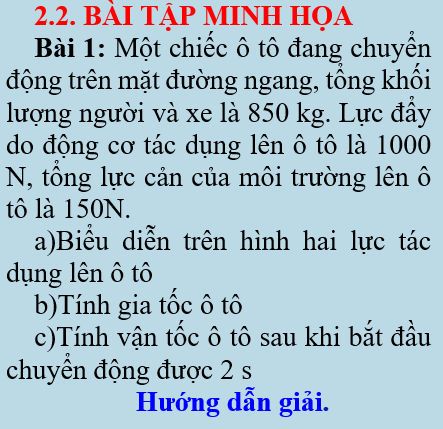 2.2. BÀI TẬP MINH HỌA
Bài 1: Một chiếc ô tô đang chuyển
động trên mặt đường ngang, tổng khối
lượng người và xe là 850 kg. Lực đẩy
do động cơ tác dụng lên ô tô là 1000
N, tổng lực cản của môi trường lên ô
tô là 150N.
a)Biểu diễn trên hình hai lực tác
dụng lên ô tô
b)Tính gia tốc ô tô
c)Tính vận tốc ô tô sau khi bắt đầu
chuyển động được 2 s
Hướng dẫn giải.